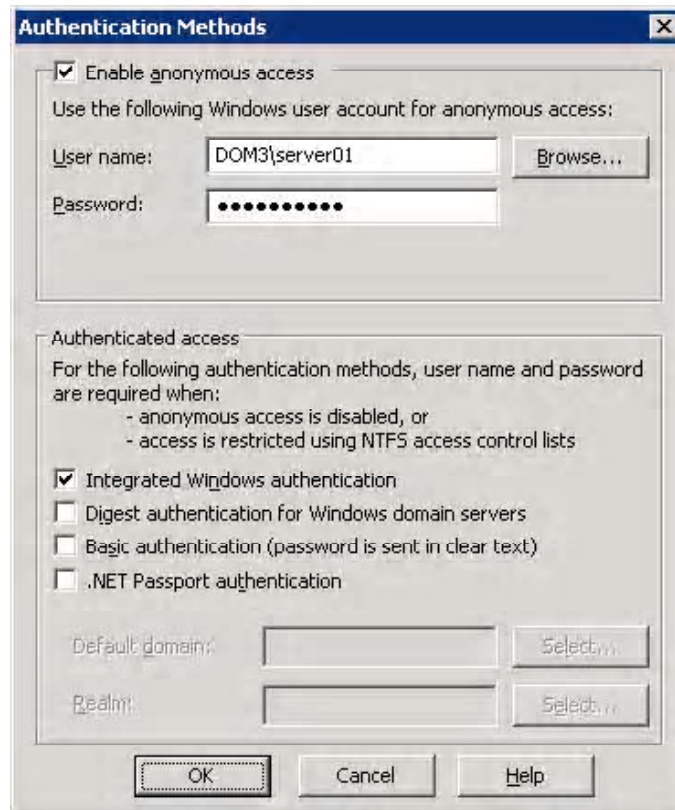 Authentication Methods
Enable anonymous access
Use the following Windows user account for anonymous access:
User name: DOM3\server01 Browse...
Password: ●●●●●●●●●●
Authenticated access
For the following authentication methods, user name and password
are required when:
- anonymous access is disabled, or
- access is restricted using NTFS access control lists
Integrated Windows authentication
Digest authentication for Windows domain servers
Basic authentication (password is sent in clear text)
.NET Passport authentication
Default domain: Select...
Realm: Select...
OK Cancel Help